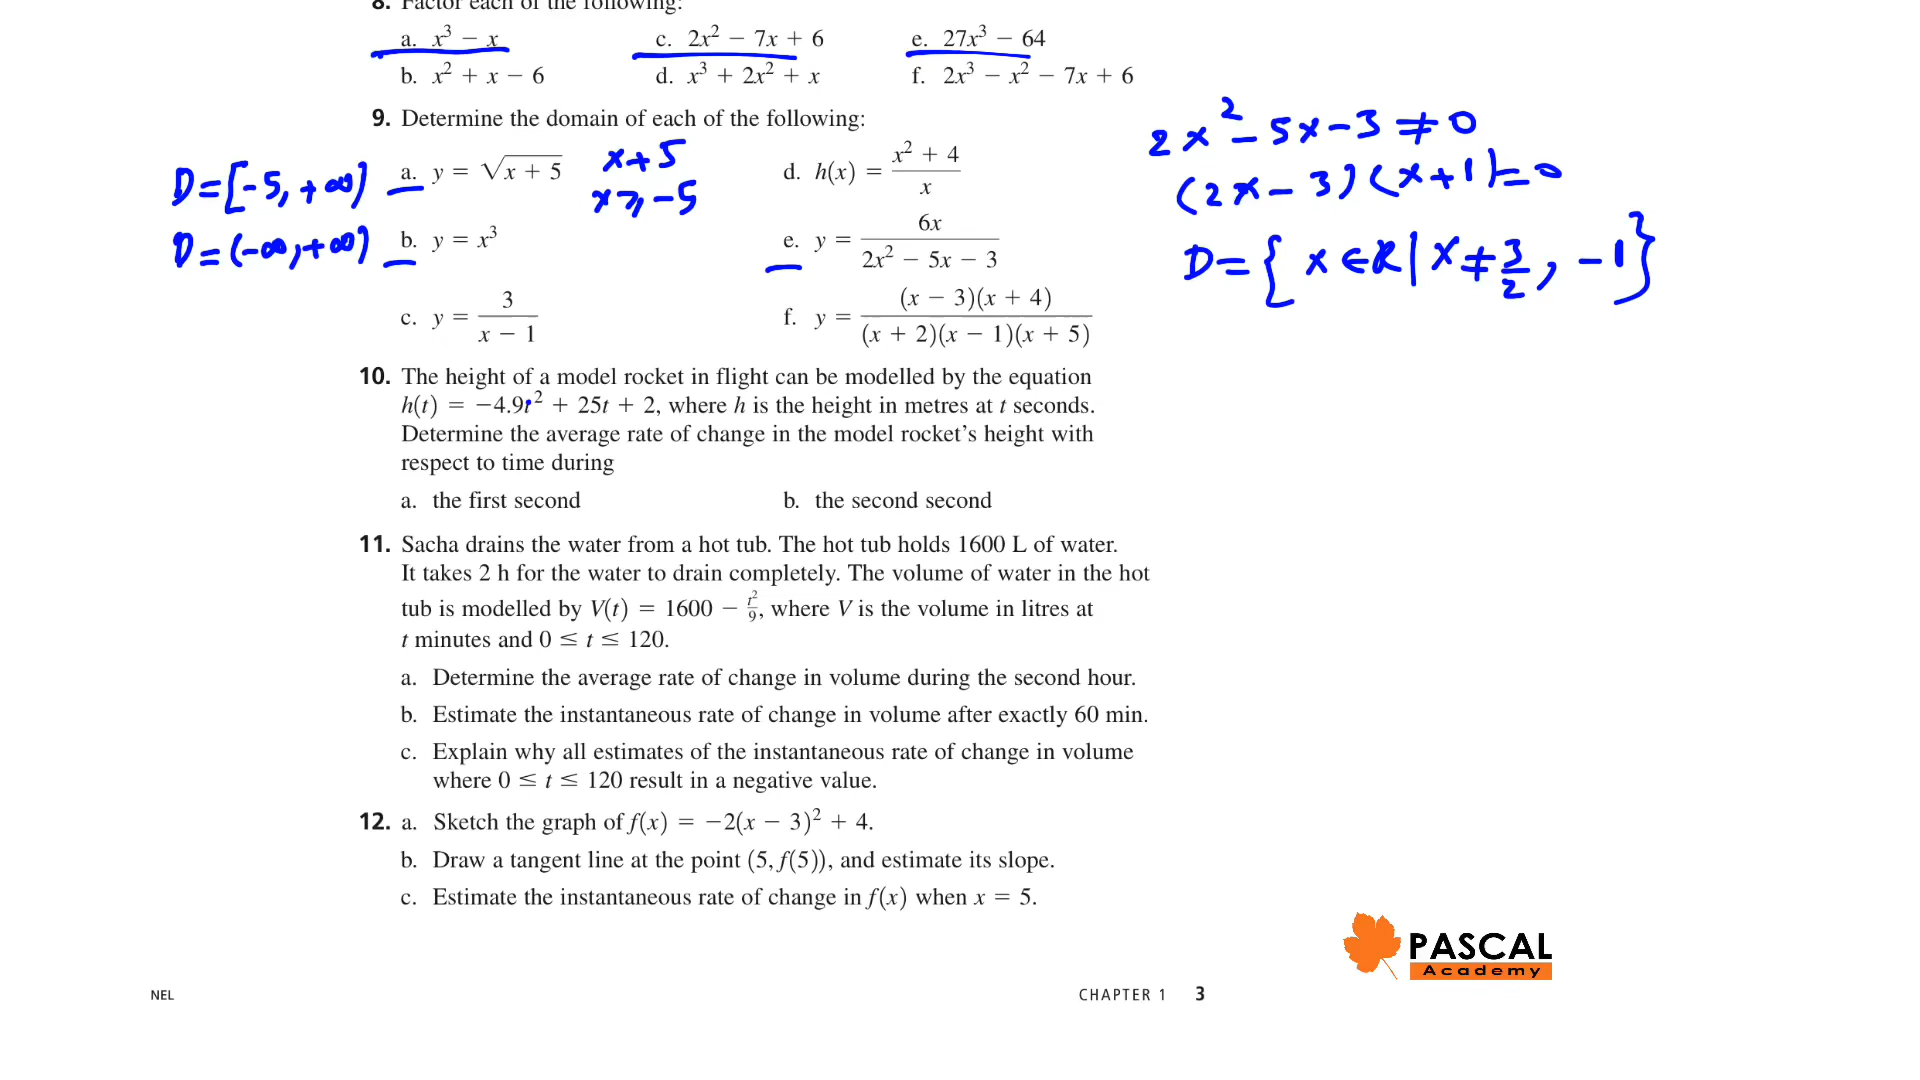 8. Factor each of the following:
a. x³ − x c. 2x² − 7x + 6 e. 27x³ − 64
b. x² + x − 6 d. x³ + 2x² + x f. 2x³ − x² − 7x + 6
9. Determine the domain of each of the following:
D=[-5,+∞) a. y = √(x + 5) x+5
x⩾-5
D=(-∞,+∞) b. y = x³
c. y = 3/(x − 1)
d. h(x) = (x² + 4)/x
e. y = 6x/(2x² − 5x − 3)
f. y = (x − 3)(x + 4)/((x + 2)(x − 1)(x + 5))
2x²-5x-3≠0
(2x-3)(x+1)=0
D={x∈R|x≠3/2,-1}
10. The height of a model rocket in flight can be modelled by the equation
h(t) = −4.9t² + 25t + 2, where h is the height in metres at t seconds.
Determine the average rate of change in the model rocket’s height with
respect to time during
a. the first second b. the second second
11. Sacha drains the water from a hot tub. The hot tub holds 1600 L of water.
It takes 2 h for the water to drain completely. The volume of water in the hot
tub is modelled by V(t) = 1600 − t²/9, where V is the volume in litres at
t minutes and 0 ≤ t ≤ 120.
a. Determine the average rate of change in volume during the second hour.
b. Estimate the instantaneous rate of change in volume after exactly 60 min.
c. Explain why all estimates of the instantaneous rate of change in volume
where 0 ≤ t ≤ 120 result in a negative value.
12. a. Sketch the graph of f(x) = −2(x − 3)² + 4.
b. Draw a tangent line at the point (5, f(5)), and estimate its slope.
c. Estimate the instantaneous rate of change in f(x) when x = 5.
PASCAL
Academy
NEL CHAPTER 1 3